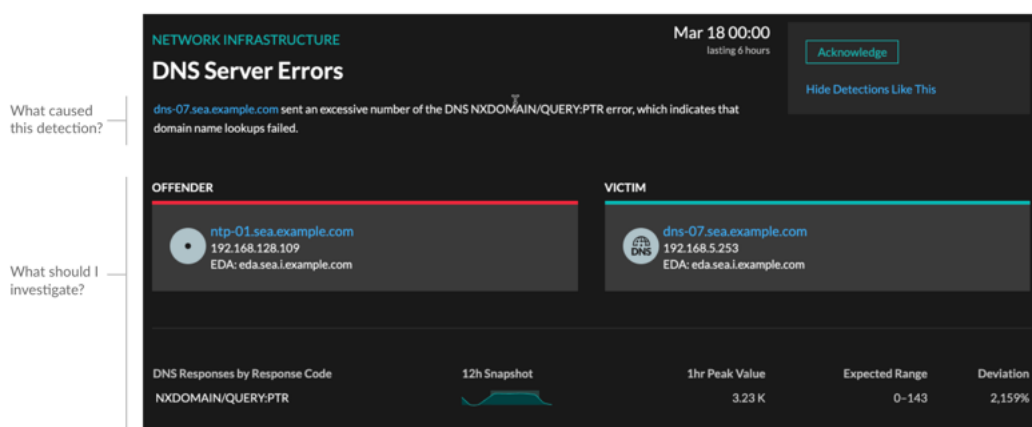 NETWORK INFRASTRUCTURE
Mar 18 00:00
lasting 6 hours
Acknowledge
DNS Server Errors
Hide Detections Like This
What caused
this detection?
dns-07.sea.example.com sent an excessive number of the DNS NXDOMAIN/QUERY:PTR error, which indicates that
domain name lookups failed.
What should I
investigate?
OFFENDER
ntp-01.sea.example.com
192.168.128.109
EDA: eda.sea.i.example.com
VICTIM
DNS
dns-07.sea.example.com
192.168.5.253
EDA: eda.sea.i.example.com
DNS Responses by Response Code 12h Snapshot 1hr Peak Value Expected Range Deviation
NXDOMAIN/QUERY:PTR 3.23 K 0–143 2,159%